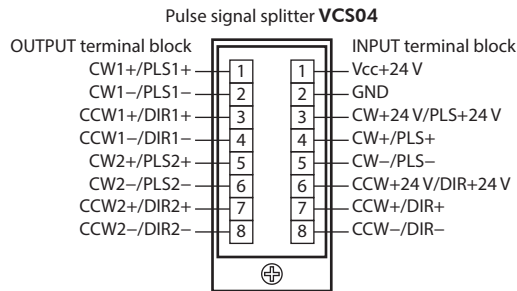 Pulse signal splitter VCS04
OUTPUT terminal block INPUT terminal block
CW1+/PLS1+ 1 1 Vcc+24 V
CW1−/PLS1− 2 2 GND
CCW1+/DIR1+ 3 3 CW+24 V/PLS+24 V
CCW1−/DIR1− 4 4 CW+/PLS+
CW2+/PLS2+ 5 5 CW−/PLS−
CW2−/PLS2− 6 6 CCW+24 V/DIR+24 V
CCW2+/DIR2+ 7 7 CCW+/DIR+
CCW2−/DIR2− 8 8 CCW−/DIR−